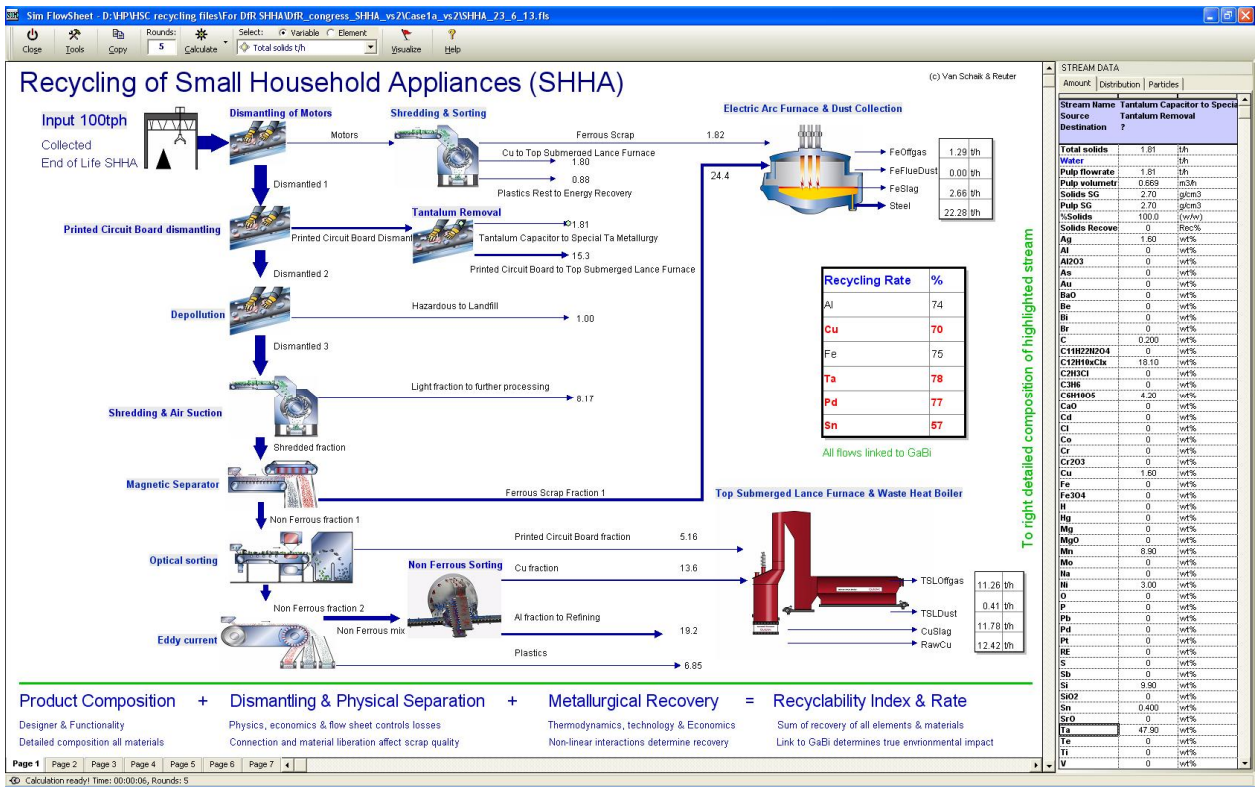 Sim FlowSheet - D:\HP\HSC recycling files\For DfR SHHA\DfR_congress_SHHA_vs2\Case1a_vs2\SHHA_23_6_13.fls
Rounds: Select: Variable Element
5 Total solids t/h
Close Tools Copy Calculate Visualize Help
Recycling of Small Household Appliances (SHHA)
(c) Van Schaik & Reuter
Input 100tph
Collected
End of Life SHHA
Dismantling of Motors
Motors
Shredding & Sorting
Ferrous Scrap 1.82
Cu to Top Submerged Lance Furnace
1.80
0.88
Plastics Rest to Energy Recovery
Electric Arc Furnace & Dust Collection
24.4
FeOffgas 1.29 t/h
FeFlueDust 0.00 t/h
FeSlag 2.66 t/h
Steel 22.28 t/h
Dismantled 1
Printed Circuit Board dismantling
Printed Circuit Board Dismant
Tantalum Removal
1.81
Tantalum Capacitor to Special Ta Metallurgy
15.3
Printed Circuit Board to Top Submerged Lance Furnace
Dismantled 2
Depollution
Hazardous to Landfill
1.00
Dismantled 3
Shredding & Air Suction
Light fraction to further processing
8.17
Shredded fraction
Magnetic Separator
Ferrous Scrap Fraction 1
Non Ferrous fraction 1
Optical sorting
Printed Circuit Board fraction 5.16
Non Ferrous Sorting
Cu fraction 13.6
Non Ferrous fraction 2
Non Ferrous mix
Al fraction to Refining
19.2
Eddy current
Plastics
6.85
Recycling Rate %
Al 74
Cu 70
Fe 75
Ta 78
Pd 77
Sn 57
All flows linked to GaBi
Top Submerged Lance Furnace & Waste Heat Boiler
TSLOffgas 11.26 t/h
TSLDust 0.41 t/h
CuSlag 11.78 t/h
RawCu 12.42 t/h
To right detailed composition of highlighted stream
Product Composition + Dismantling & Physical Separation + Metallurgical Recovery = Recyclability Index & Rate
Designer & Functionality Physics, economics & flow sheet controls losses Thermodynamics, technology & Economics Sum of recovery of all elements & materials
Detailed composition all materials Connection and material liberation affect scrap quality Non-linear interactions determine recovery Link to GaBi determines true envrionmental impact
Page 1 Page 2 Page 3 Page 4 Page 5 Page 6 Page 7
Calculation ready! Time: 00:00:06, Rounds: 5
STREAM DATA
Amount Distribution Particles
Stream Name Tantalum Capacitor to Specia
Source Tantalum Removal
Destination ?
Total solids 1.81 t/h
Water t/h
Pulp flowrate 1.81 t/h
Pulp volumetr 0.669 m3/h
Solids SG 2.70 g/cm3
Pulp SG 2.70 g/cm3
%Solids 100.0 (w/w)
Solids Recove 0 Rec%
Ag 1.60 wt%
Al 0 wt%
Al2O3 0 wt%
As 0 wt%
Au 0 wt%
BaO 0 wt%
Be 0 wt%
Bi 0 wt%
Br 0 wt%
C 0.200 wt%
C11H22N2O4 0 wt%
C12H10xClx 18.10 wt%
C2H3Cl 0 wt%
C3H6 0 wt%
C6H10O5 4.20 wt%
CaO 0 wt%
Cd 0 wt%
Cl 0 wt%
Co 0 wt%
Cr 0 wt%
Cr2O3 0 wt%
Cu 1.60 wt%
Fe 0 wt%
Fe3O4 0 wt%
H 0 wt%
Hg 0 wt%
Mg 0 wt%
MgO 0 wt%
Mn 8.90 wt%
Mo 0 wt%
Na 0 wt%
Ni 3.00 wt%
O 0 wt%
P 0 wt%
Pb 0 wt%
Pd 0 wt%
Pt 0 wt%
RE 0 wt%
S 0 wt%
Sb 0 wt%
Si 9.90 wt%
SiO2 0 wt%
Sn 0.400 wt%
SrO 0 wt%
Ta 47.90 wt%
Te 0 wt%
Ti 0 wt%
V 0 wt%